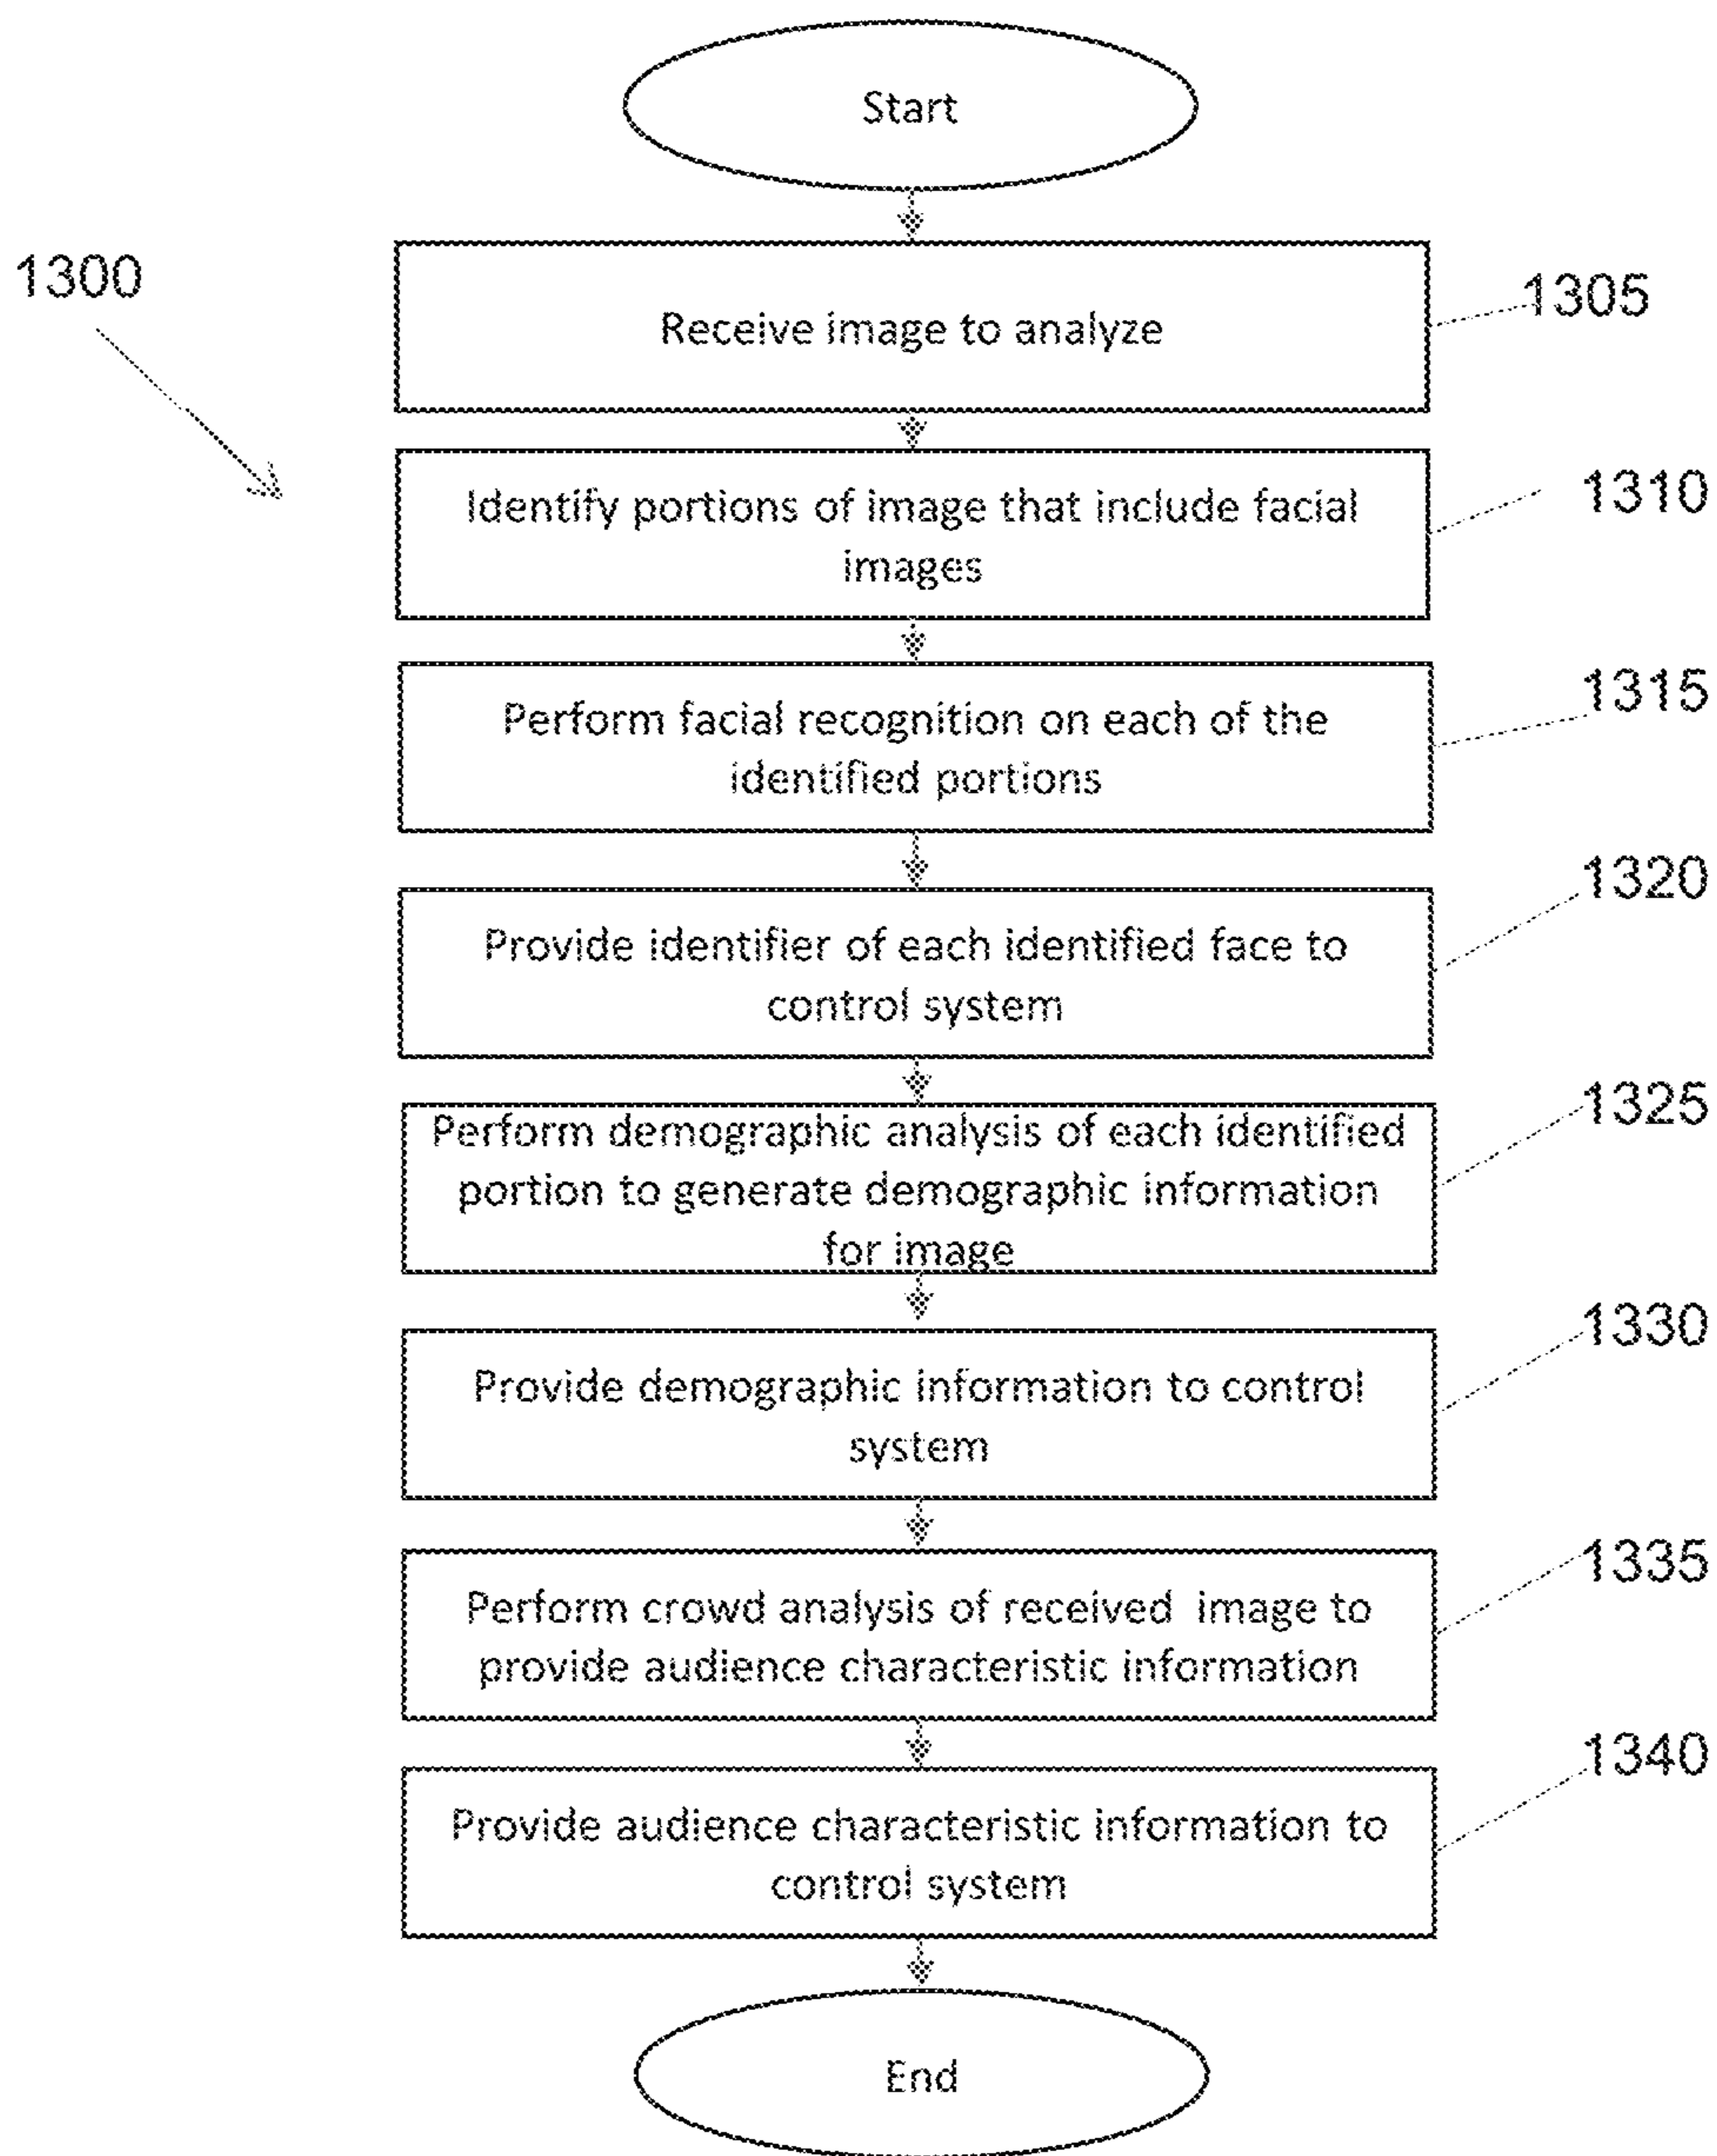 Start
1300
Receive image to analyze
1305
Identify portions of image that include facial
images
1310
Perform facial recognition on each of the
identified portions
1315
Provide identifier of each identified face to
control system
1320
Perform demographic analysis of each identified
portion to generate demographic information
for image
1325
Provide demographic information to control
system
1330
Perform crowd analysis of received image to
provide audience characteristic information
1335
Provide audience characteristic information to
control system
1340
End